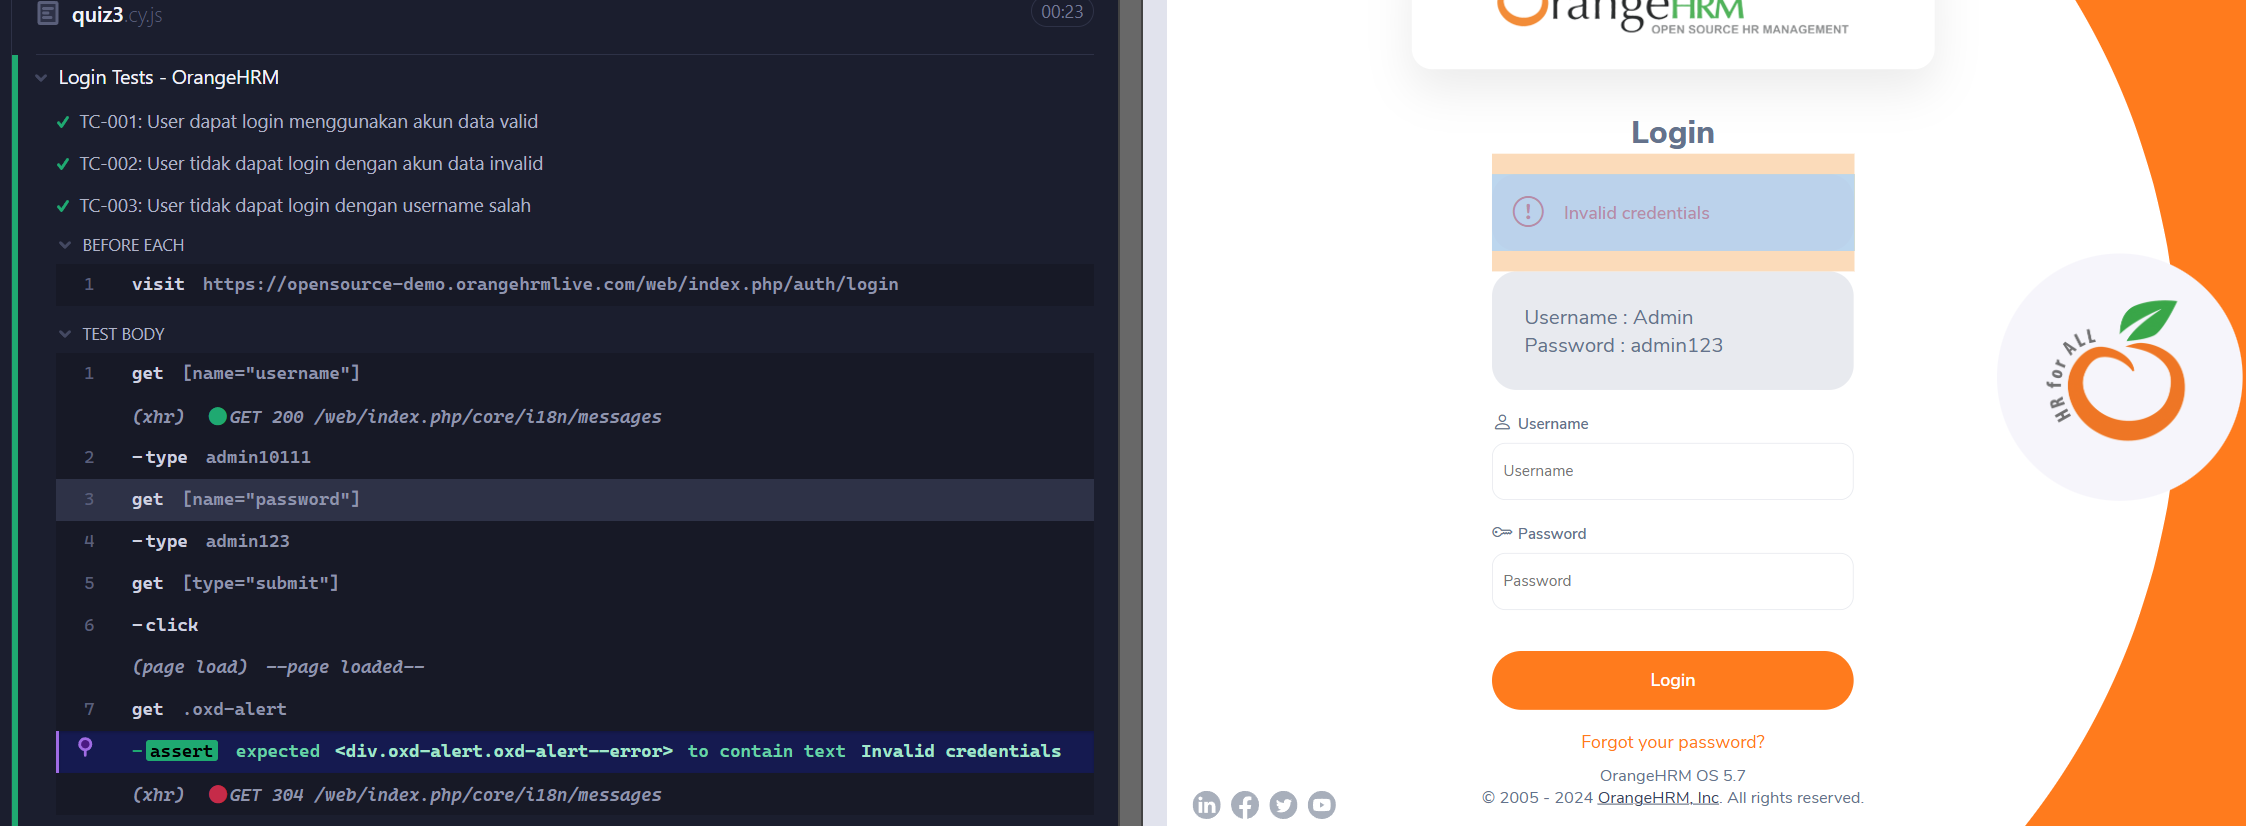 quiz3.cy.js
00:23
Login Tests - OrangeHRM
TC-001: User dapat login menggunakan akun data valid
TC-002: User tidak dapat login dengan akun data invalid
TC-003: User tidak dapat login dengan username salah
BEFORE EACH
1 visit https://opensource-demo.orangehrmlive.com/web/index.php/auth/login
TEST BODY
1 get [name="username"]
(xhr) GET 200 /web/index.php/core/i18n/messages
2 -type admin10111
3 get [name="password"]
4 -type admin123
5 get [type="submit"]
6 -click
(page load) --page loaded--
7 get .oxd-alert
-assert expected <div.oxd-alert.oxd-alert--error> to contain text Invalid credentials
(xhr) GET 304 /web/index.php/core/i18n/messages
OrangeHRM
OPEN SOURCE HR MANAGEMENT
Login
Invalid credentials
Username : Admin
Password : admin123
Username
Username
Password
Password
Login
Forgot your password?
OrangeHRM OS 5.7
© 2005 - 2024 OrangeHRM, Inc. All rights reserved.
HR for ALL